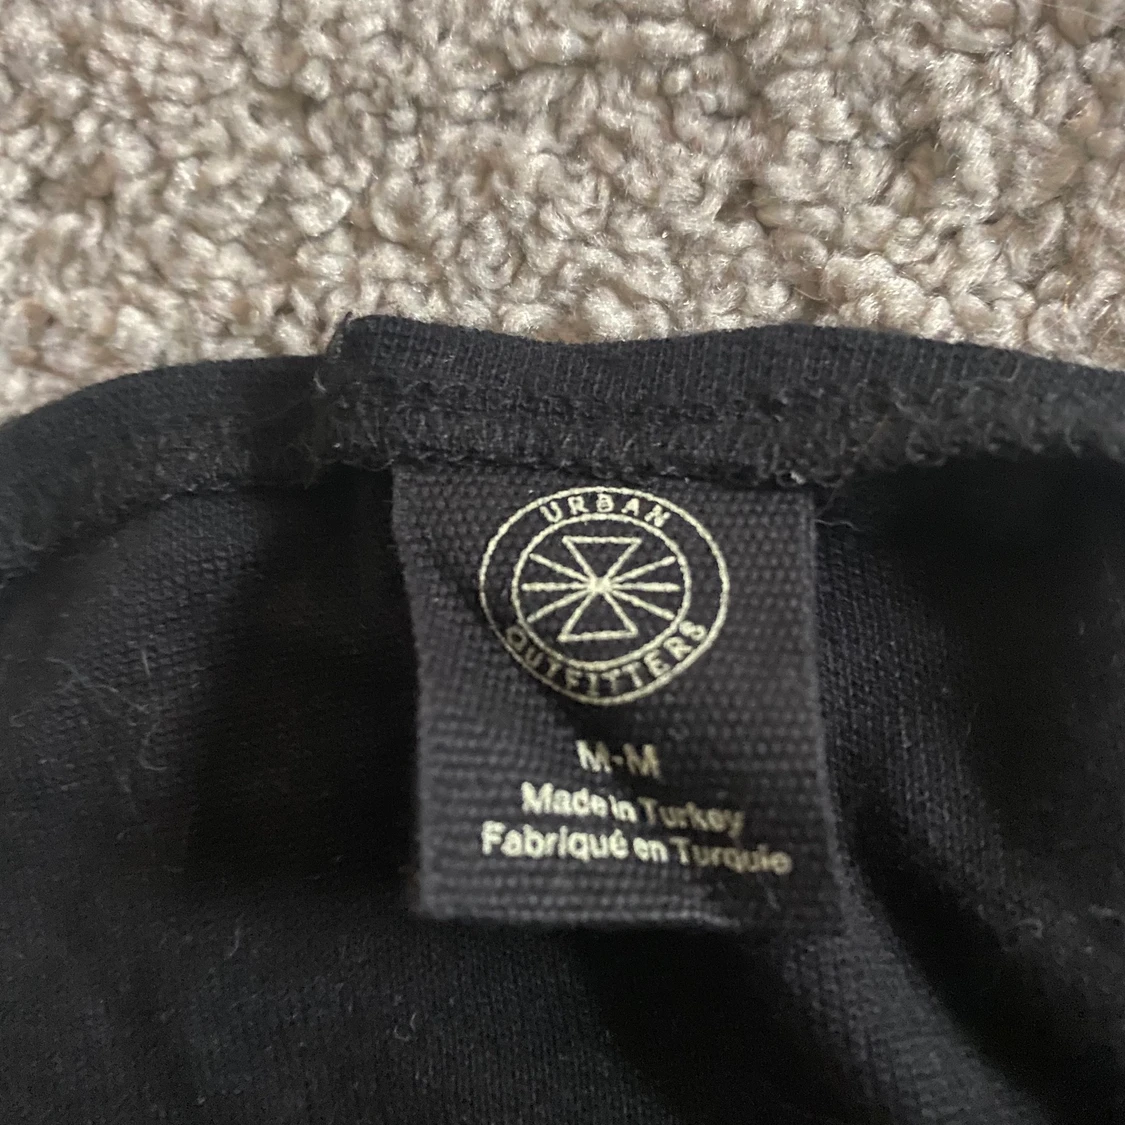 URBAN
OUTFITTERS
M-M
Made in Turkey
Fabriqué en Turquie